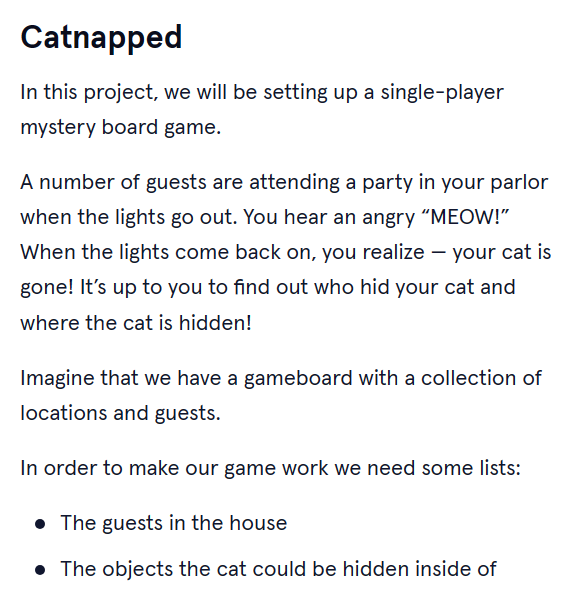 Catnapped
In this project, we will be setting up a single-player
mystery board game.
A number of guests are attending a party in your parlor
when the lights go out. You hear an angry “MEOW!”
When the lights come back on, you realize — your cat is
gone! It’s up to you to find out who hid your cat and
where the cat is hidden!
Imagine that we have a gameboard with a collection of
locations and guests.
In order to make our game work we need some lists:
● The guests in the house
● The objects the cat could be hidden inside of